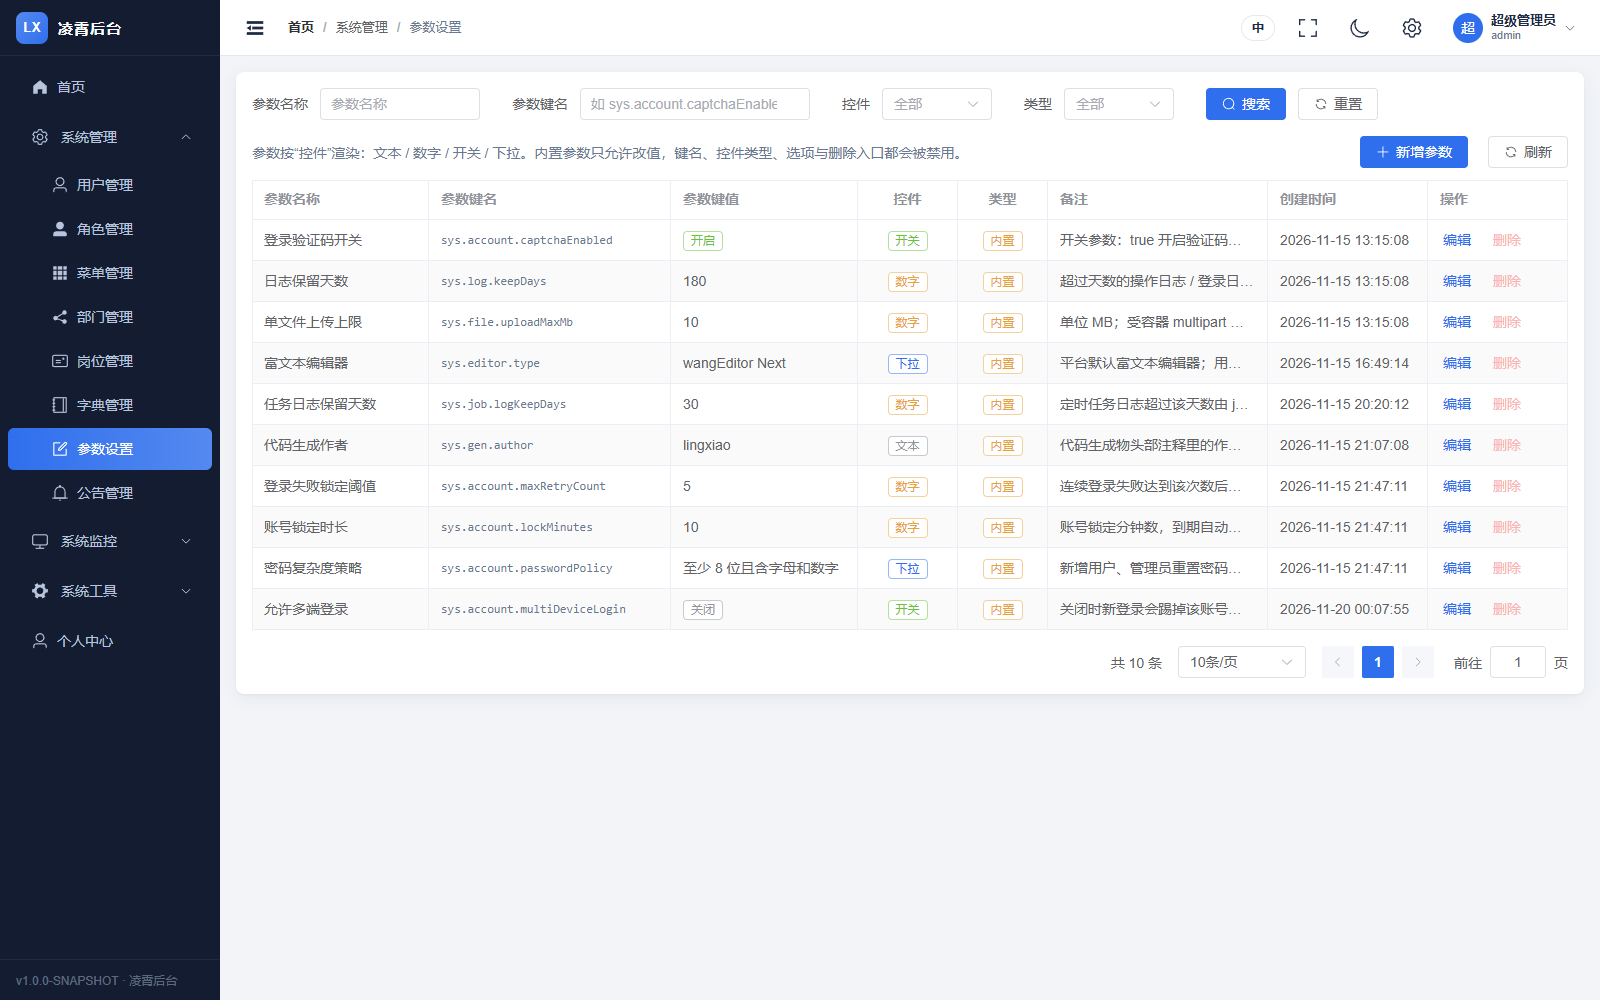 LX 凌霄后台
首页
系统管理
用户管理
角色管理
菜单管理
部门管理
岗位管理
字典管理
参数设置
公告管理
系统监控
系统工具
个人中心
v1.0.0-SNAPSHOT · 凌霄后台
首页 / 系统管理 / 参数设置
中
超 超级管理员
admin
参数名称 参数名称 参数键名 如 sys.account.captchaEnable 控件 全部 类型 全部 搜索 重置
参数按“控件”渲染：文本 / 数字 / 开关 / 下拉。内置参数只允许改值，键名、控件类型、选项与删除入口都会被禁用。 新增参数 刷新
参数名称 参数键名 参数键值 控件 类型 备注 创建时间 操作
登录验证码开关 sys.account.captchaEnabled 开启 开关 内置 开关参数：true 开启验证码… 2026-11-15 13:15:08 编辑 删除
日志保留天数 sys.log.keepDays 180 数字 内置 超过天数的操作日志 / 登录日… 2026-11-15 13:15:08 编辑 删除
单文件上传上限 sys.file.uploadMaxMb 10 数字 内置 单位 MB；受容器 multipart … 2026-11-15 13:15:08 编辑 删除
富文本编辑器 sys.editor.type wangEditor Next 下拉 内置 平台默认富文本编辑器；用… 2026-11-15 16:49:14 编辑 删除
任务日志保留天数 sys.job.logKeepDays 30 数字 内置 定时任务日志超过该天数由 j… 2026-11-15 20:20:12 编辑 删除
代码生成作者 sys.gen.author lingxiao 文本 内置 代码生成物头部注释里的作… 2026-11-15 21:07:08 编辑 删除
登录失败锁定阈值 sys.account.maxRetryCount 5 数字 内置 连续登录失败达到该次数后… 2026-11-15 21:47:11 编辑 删除
账号锁定时长 sys.account.lockMinutes 10 数字 内置 账号锁定分钟数，到期自动… 2026-11-15 21:47:11 编辑 删除
密码复杂度策略 sys.account.passwordPolicy 至少 8 位且含字母和数字 下拉 内置 新增用户、管理员重置密码… 2026-11-15 21:47:11 编辑 删除
允许多端登录 sys.account.multiDeviceLogin 关闭 开关 内置 关闭时新登录会踢掉该账号… 2026-11-20 00:07:55 编辑 删除
共 10 条 10条/页 1 前往 1 页